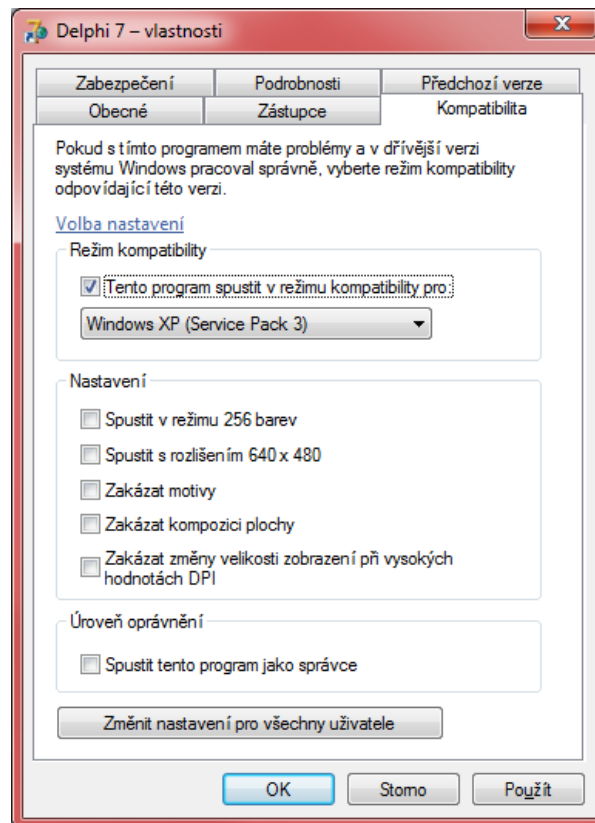 Delphi 7 – vlastnosti
Zabezpečení
Podrobnosti
Předchozí verze
Obecné
Zástupce
Kompatibilita
Pokud s tímto programem máte problémy a v dřívější verzi
systému Windows pracoval správně, vyberte režim kompatibility
odpovídající této verzi.
Volba nastavení
Režim kompatibility
Tento program spustit v režimu kompatibility pro:
Windows XP (Service Pack 3)
Nastavení
Spustit v režimu 256 barev
Spustit s rozlišením 640 x 480
Zakázat motivy
Zakázat kompozici plochy
Zakázat změny velikosti zobrazení při vysokých
hodnotách DPI
Úroveň oprávnění
Spustit tento program jako správce
Změnit nastavení pro všechny uživatele
OK
Storno
Použít